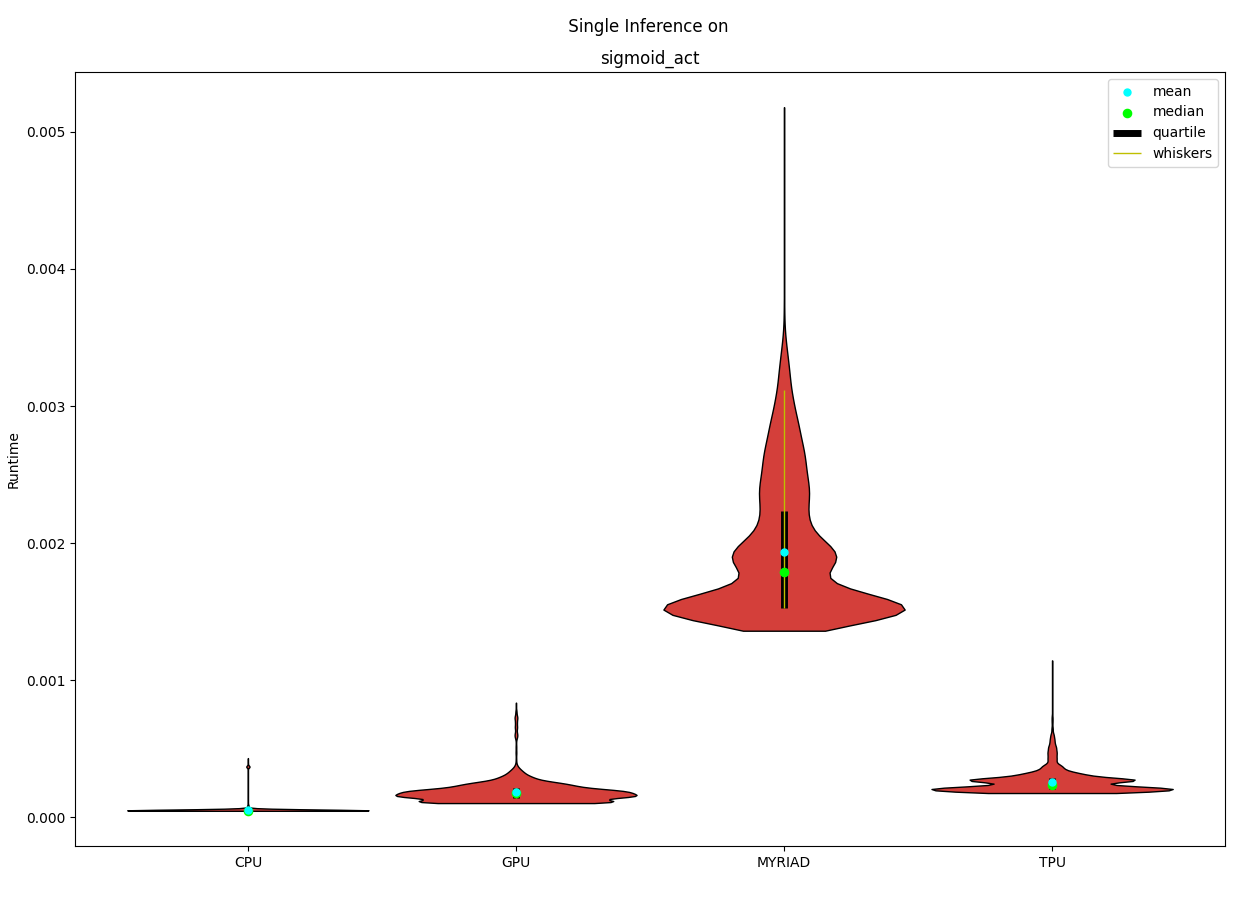 Single Inference on
sigmoid_act
mean
median
quartile
whiskers
0.005
0.004
0.003
0.002
0.001
0.000
Runtime
CPU
GPU
MYRIAD
TPU